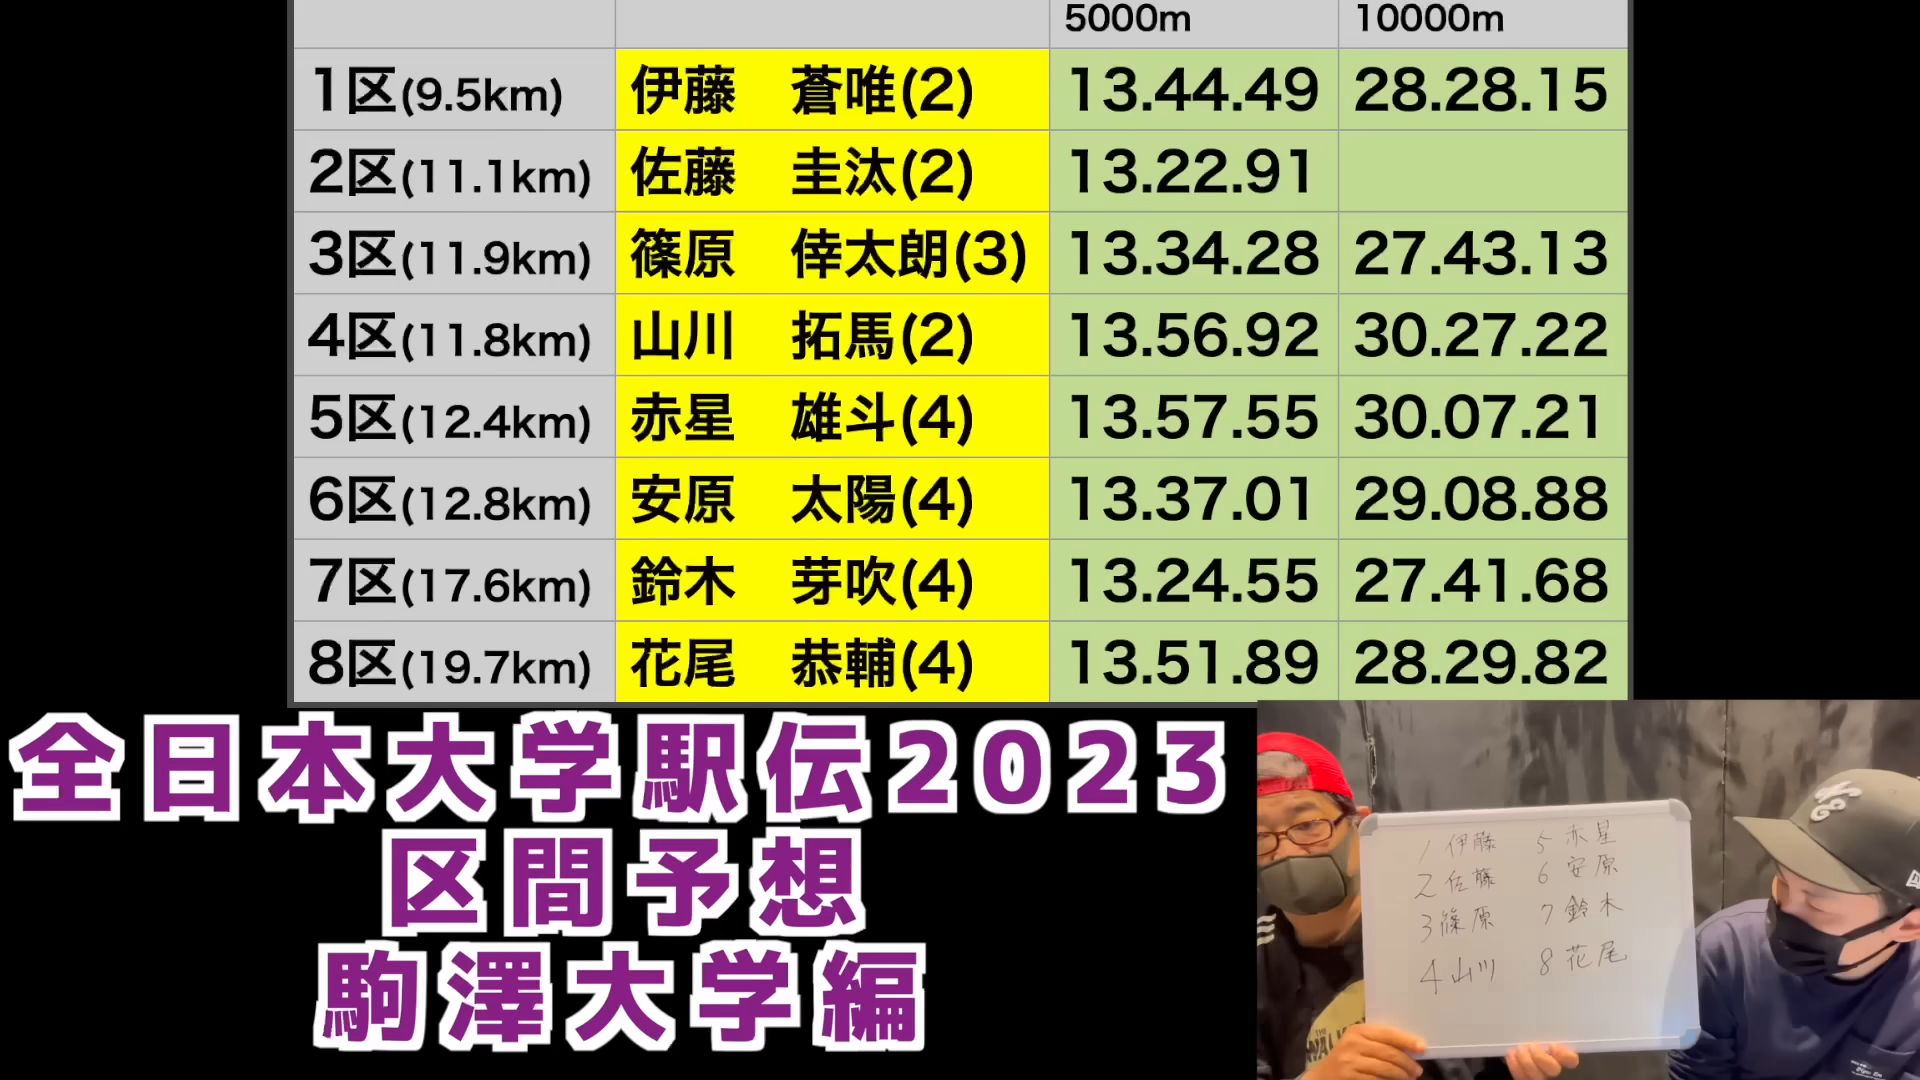 5000m 10000m
1区(9.5km) 伊藤 蒼唯(2) 13.44.49 28.28.15
2区(11.1km) 佐藤 圭汰(2) 13.22.91
3区(11.9km) 篠原 倖太朗(3) 13.34.28 27.43.13
4区(11.8km) 山川 拓馬(2) 13.56.92 30.27.22
5区(12.4km) 赤星 雄斗(4) 13.57.55 30.07.21
6区(12.8km) 安原 太陽(4) 13.37.01 29.08.88
7区(17.6km) 鈴木 芽吹(4) 13.24.55 27.41.68
8区(19.7km) 花尾 恭輔(4) 13.51.89 28.29.82
全日本大学駅伝2023
区間予想
駒澤大学編
1 伊藤 5 赤星
2 佐藤 6 安原
3 篠原 7 鈴木
4 山川 8 花尾